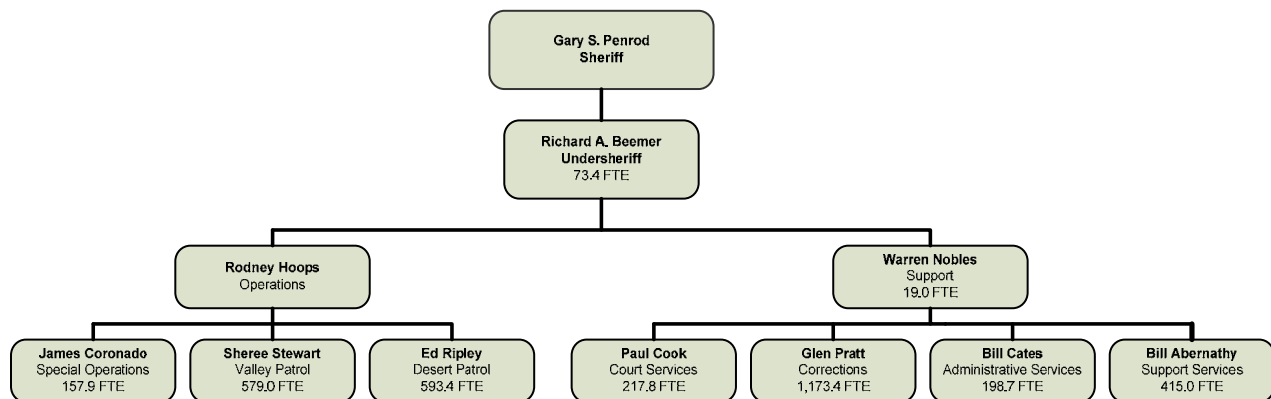 Gary S. Penrod
Sheriff
Richard A. Beemer
Undersheriff
73.4 FTE
Rodney Hoops
Operations
Warren Nobles
Support
19.0 FTE
James Coronado
Special Operations
157.9 FTE
Sheree Stewart
Valley Patrol
579.0 FTE
Ed Ripley
Desert Patrol
593.4 FTE
Paul Cook
Court Services
217.8 FTE
Glen Pratt
Corrections
1,173.4 FTE
Bill Cates
Administrative Services
198.7 FTE
Bill Abernathy
Support Services
415.0 FTE